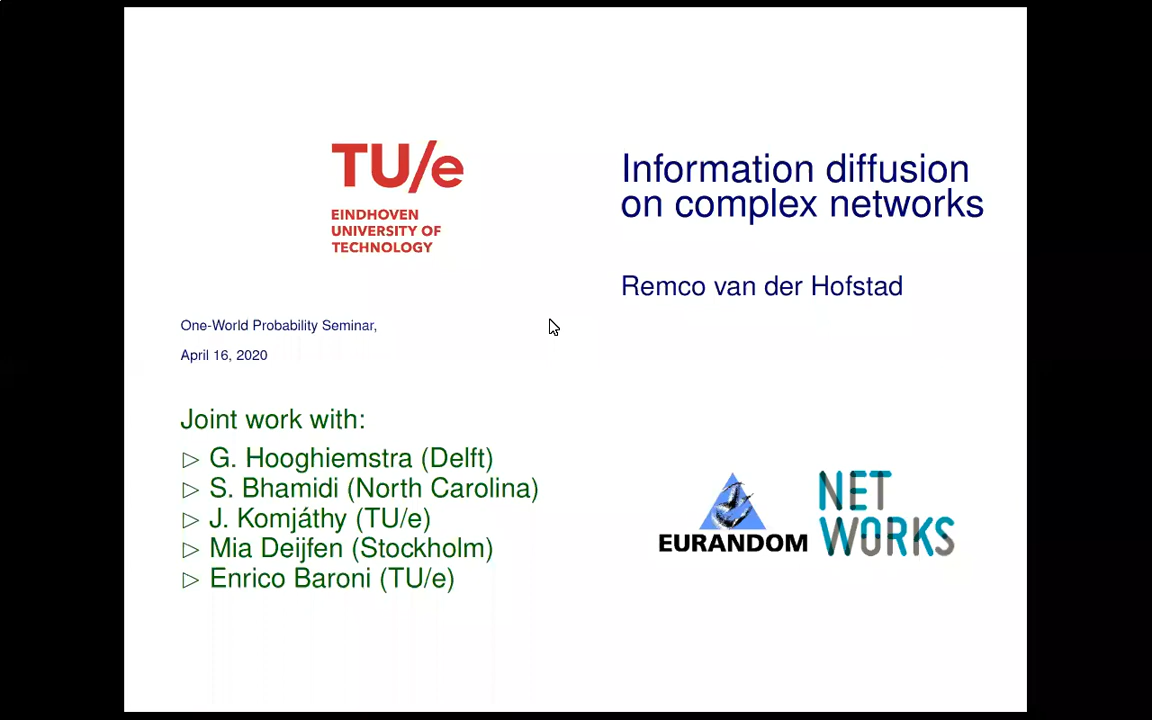 TU/e
EINDHOVEN
UNIVERSITY OF
TECHNOLOGY
Information diffusion
on complex networks
Remco van der Hofstad
One-World Probability Seminar,
April 16, 2020
Joint work with:
▷ G. Hooghiemstra (Delft)
▷ S. Bhamidi (North Carolina)
▷ J. Komjáthy (TU/e)
▷ Mia Deijfen (Stockholm)
▷ Enrico Baroni (TU/e)
EURANDOM
NET
WORKS